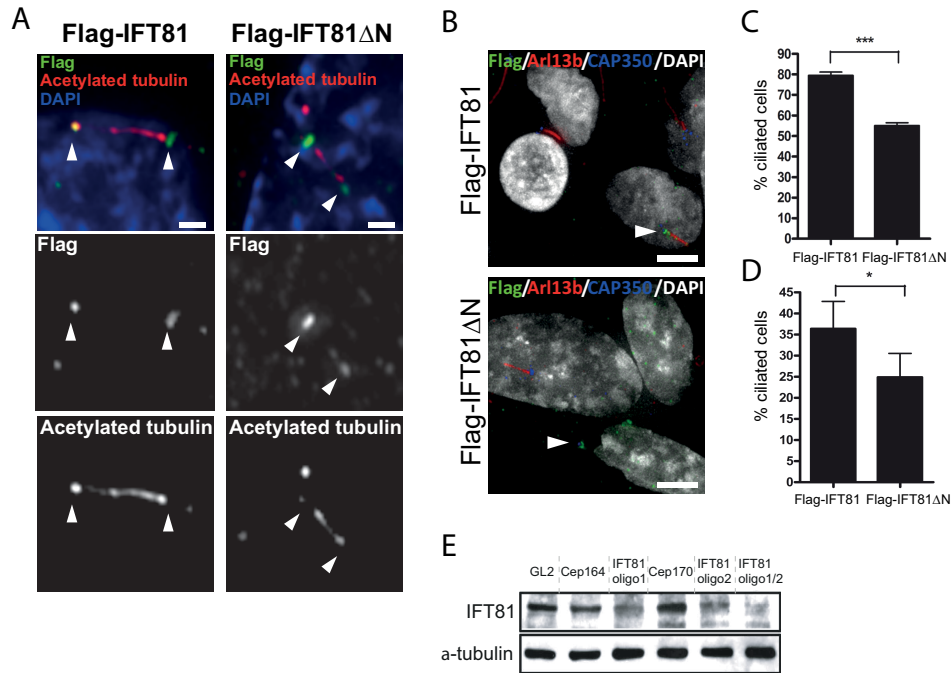 A
Flag-IFT81
Flag-IFT81ΔN
Flag
Acetylated tubulin
DAPI
Flag
Acetylated tubulin
DAPI
Flag
Flag
Acetylated tubulin
Acetylated tubulin
B
Flag-IFT81
Flag/Arl13b/CAP350/DAPI
Flag-IFT81ΔN
Flag/Arl13b/CAP350/DAPI
C
***
% ciliated cells
90
80
70
60
50
40
30
20
10
0
Flag-IFT81 Flag-IFT81ΔN
D
*
% ciliated cells
45
40
35
30
25
20
15
10
5
0
Flag-IFT81 Flag-IFT81ΔN
E
GL2 Cep164 IFT81 oligo1 Cep170 IFT81 oligo2 IFT81 oligo1/2
IFT81
a-tubulin